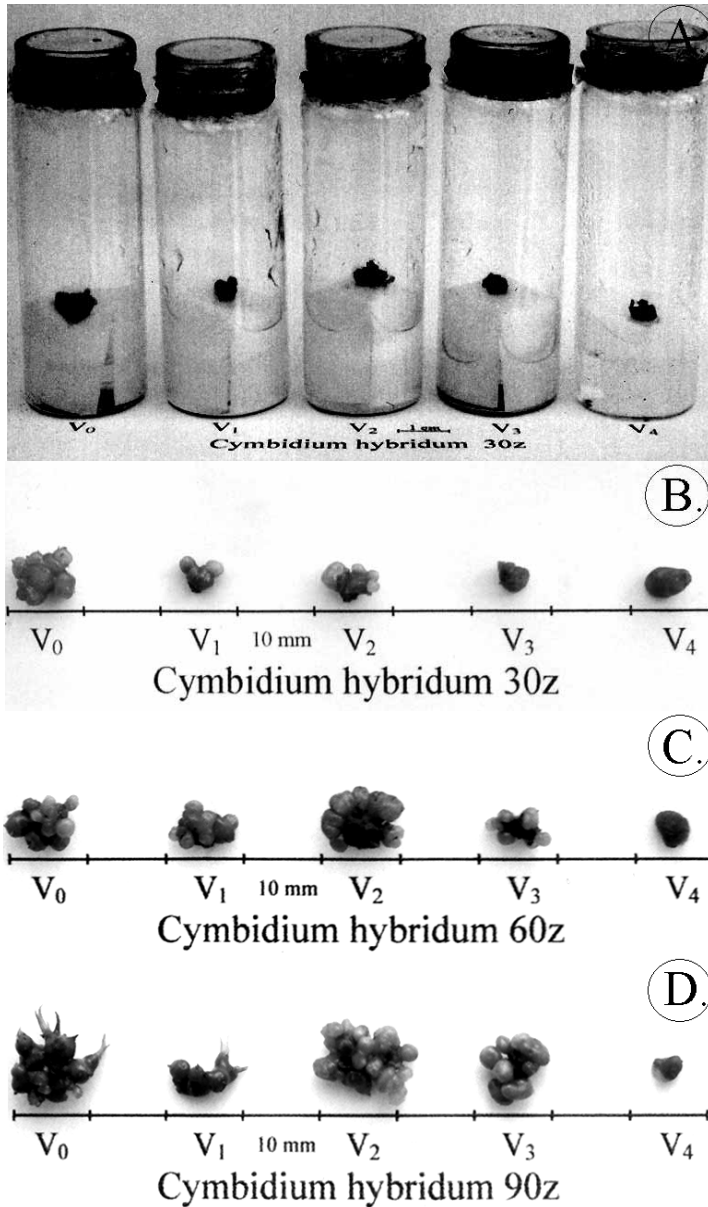 A.
V₀ V₁ V₂ 1 cm V₃ V₄
Cymbidium hybridum 30z
B.
V₀ V₁ 10 mm V₂ V₃ V₄
Cymbidium hybridum 30z
C.
V₀ V₁ 10 mm V₂ V₃ V₄
Cymbidium hybridum 60z
D.
V₀ V₁ 10 mm V₂ V₃ V₄
Cymbidium hybridum 90z